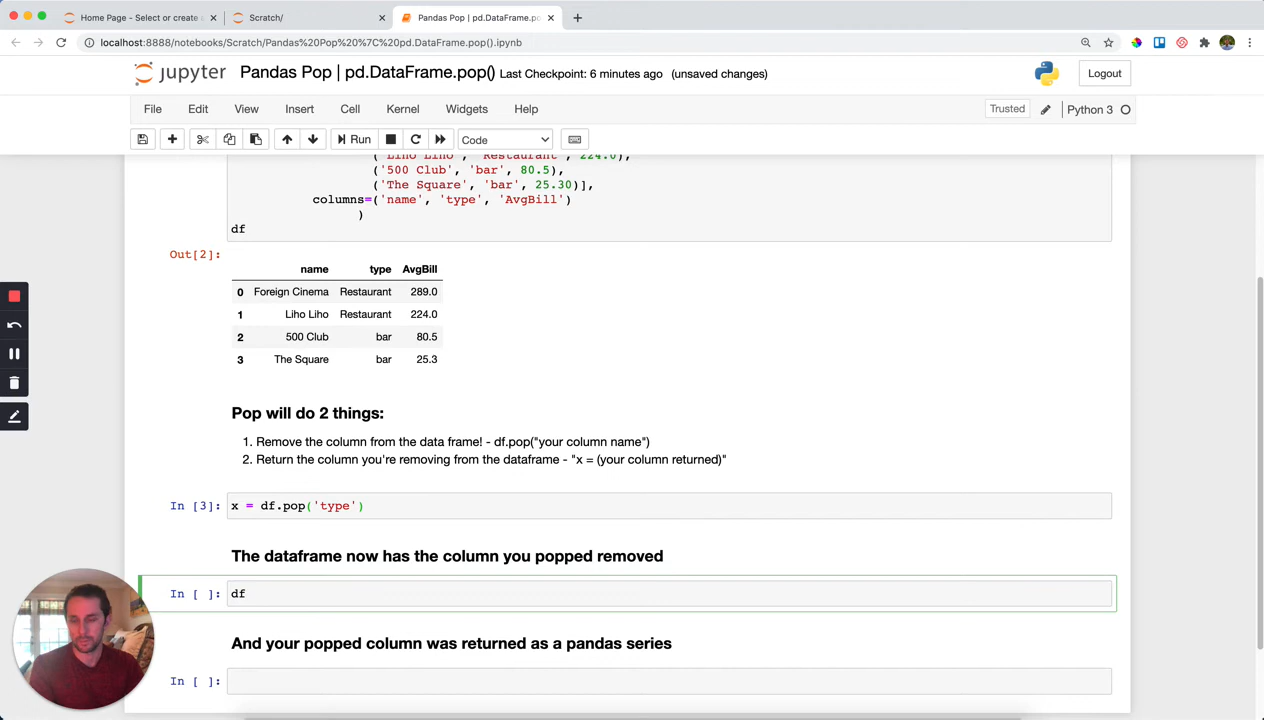 Home Page - Select or create a
Scratch/
Pandas Pop | pd.DataFrame.po
localhost:8888/notebooks/Scratch/Pandas%20Pop%20%7C%20pd.DataFrame.pop().ipynb
jupyter Pandas Pop | pd.DataFrame.pop() Last Checkpoint: 6 minutes ago (unsaved changes) Logout
File Edit View Insert Cell Kernel Widgets Help Trusted Python 3
Run Code
('Liho Liho', 'Restaurant', 224.0),
('500 Club', 'bar', 80.5),
('The Square', 'bar', 25.30)],
columns=('name', 'type', 'AvgBill')
)
df
Out[2]:
name type AvgBill
0 Foreign Cinema Restaurant 289.0
1 Liho Liho Restaurant 224.0
2 500 Club bar 80.5
3 The Square bar 25.3
Pop will do 2 things:
1. Remove the column from the data frame! - df.pop("your column name")
2. Return the column you're removing from the dataframe - "x = (your column returned)"
In [3]: x = df.pop('type')
The dataframe now has the column you popped removed
In [ ]: df
And your popped column was returned as a pandas series
In [ ]: